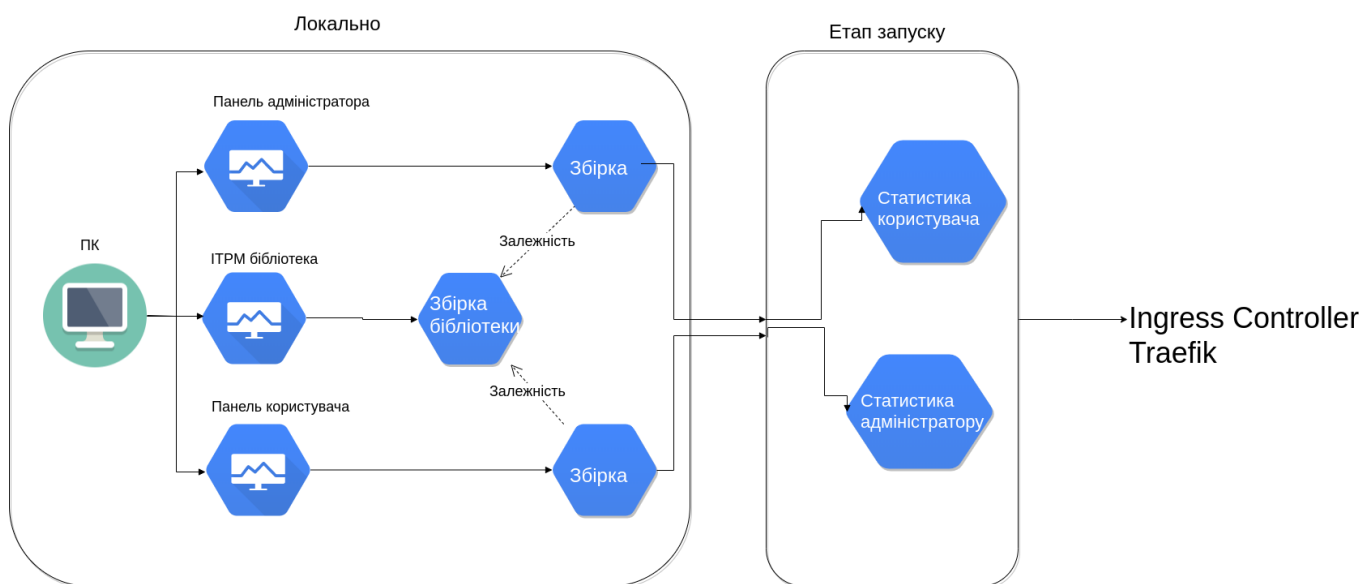 Локально
Етап запуску
Панель адміністратора
Збірка
Статистика
користувача
Залежність
ПК
ІТРМ бібліотека
Збірка
бібліотеки
Ingress Controller
Traefik
Залежність
Панель користувача
Статистика
адміністратору
Збірка